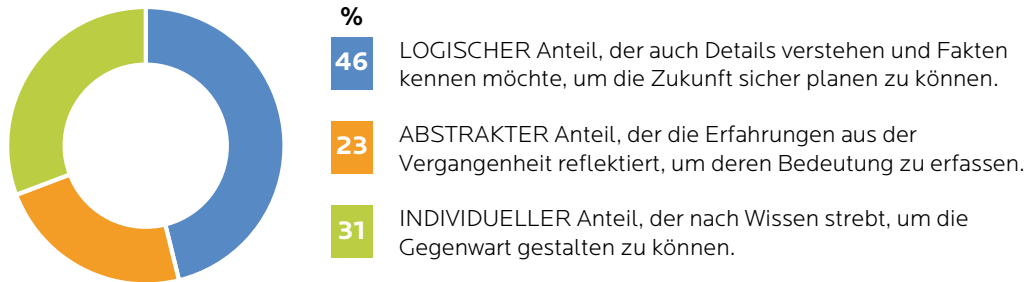 %
46
LOGISCHER Anteil, der auch Details verstehen und Fakten
kennen möchte, um die Zukunft sicher planen zu können.
23
ABSTRAKTER Anteil, der die Erfahrungen aus der
Vergangenheit reflektiert, um deren Bedeutung zu erfassen.
31
INDIVIDUELLER Anteil, der nach Wissen strebt, um die
Gegenwart gestalten zu können.